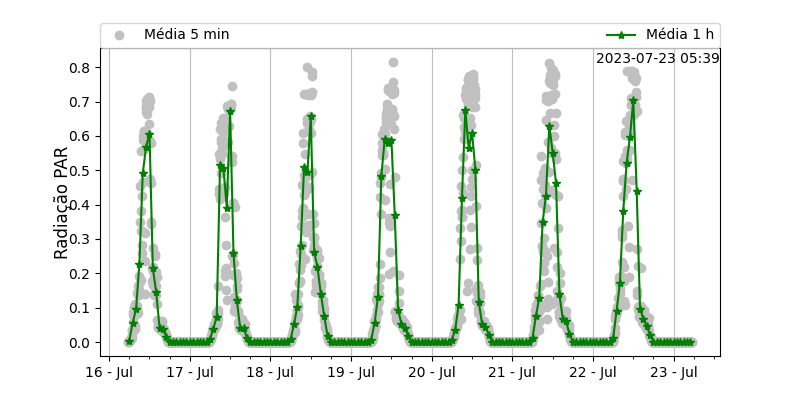 Média 5 min
Média 1 h
2023-07-23 05:39
Radiação PAR
0.8
0.7
0.6
0.5
0.4
0.3
0.2
0.1
0.0
16 - Jul
17 - Jul
18 - Jul
19 - Jul
20 - Jul
21 - Jul
22 - Jul
23 - Jul